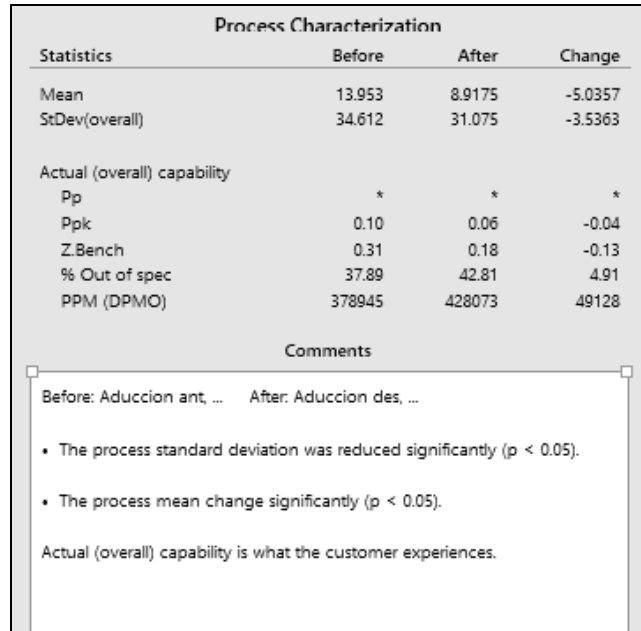 Process Characterization
Statistics Before After Change
Mean 13.953 8.9175 -5.0357
StDev(overall) 34.612 31.075 -3.5363
Actual (overall) capability
Pp * * *
Ppk 0.10 0.06 -0.04
Z.Bench 0.31 0.18 -0.13
% Out of spec 37.89 42.81 4.91
PPM (DPMO) 378945 428073 49128
Comments
Before: Aduccion ant, ... After: Aduccion des, ...
• The process standard deviation was reduced significantly (p < 0.05).
• The process mean change significantly (p < 0.05).
Actual (overall) capability is what the customer experiences.